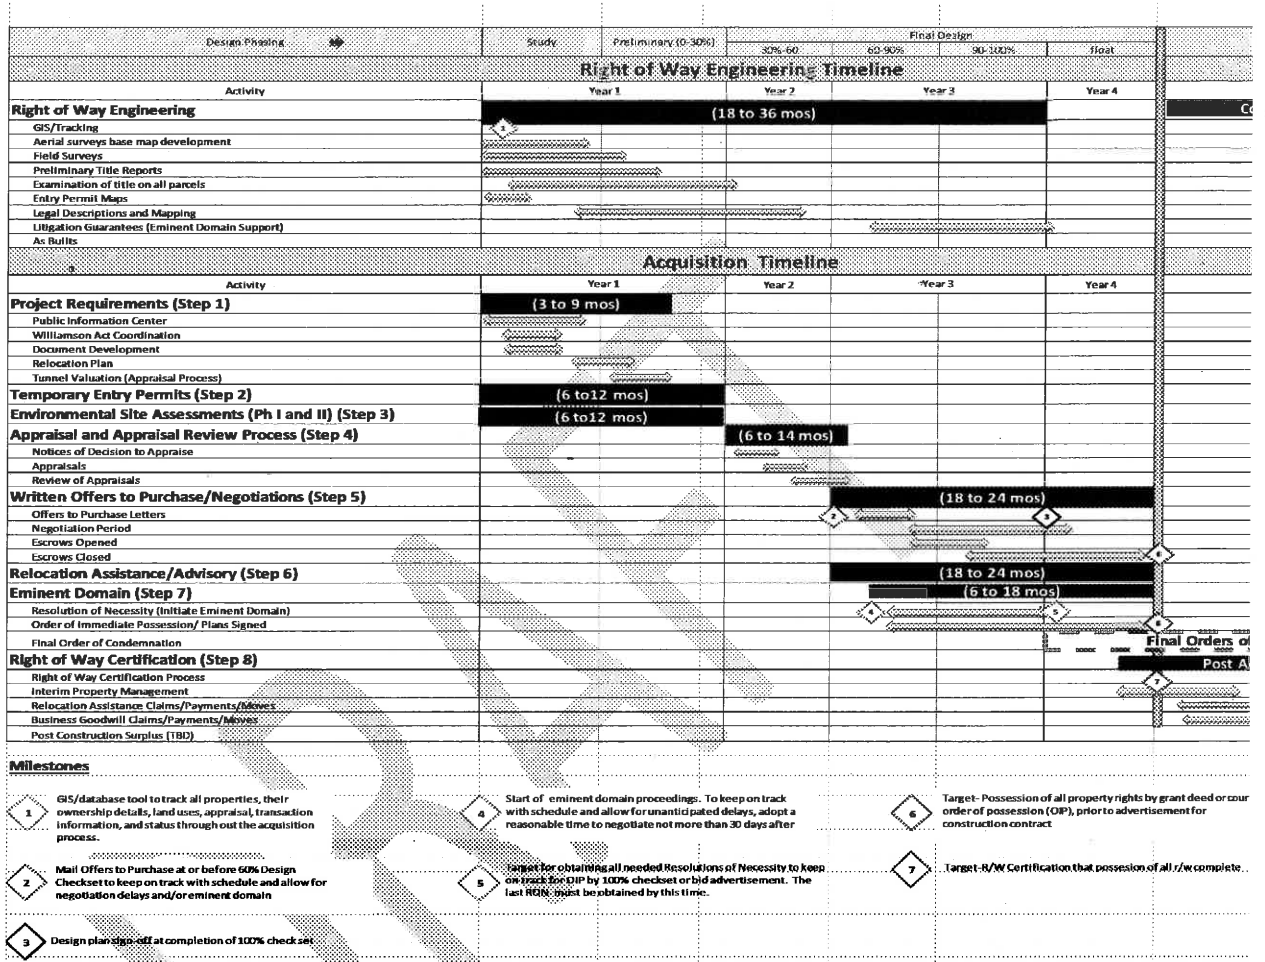 Design Phasing
Study
Preliminary (0-30%)
Final Design
30%-60
60-90%
90-100%
float
Right of Way Engineering Timeline
Activity
Year 1
Year 2
Year 3
Year 4
Right of Way Engineering
(18 to 36 mos)
GIS/Tracking
1
Aerial surveys base map development
Field Surveys
Preliminary Title Reports
Examination of title on all parcels
Entry Permit Maps
Legal Descriptions and Mapping
Litigation Guarantees (Eminent Domain Support)
As Builts
Acquisition Timeline
Activity
Year 1
Year 2
Year 3
Year 4
Project Requirements (Step 1)
(3 to 9 mos)
Public Information Center
Williamson Act Coordination
Document Development
Relocation Plan
Tunnel Valuation (Appraisal Process)
Temporary Entry Permits (Step 2)
(6 to12 mos)
Environmental Site Assessments (Ph I and II) (Step 3)
(6 to12 mos)
Appraisal and Appraisal Review Process (Step 4)
(6 to 14 mos)
Notices of Decision to Appraise
Appraisals
Review of Appraisals
Written Offers to Purchase/Negotiations (Step 5)
(18 to 24 mos)
Offers to Purchase Letters
2
3
Negotiation Period
Escrows Opened
Escrows Closed
6
Relocation Assistance/Advisory (Step 6)
(18 to 24 mos)
Eminent Domain (Step 7)
(6 to 18 mos)
Resolution of Necessity (Initiate Eminent Domain)
4
5
Order of Immediate Possession/ Plans Signed
6
Final Order of Condemnation
Final Orders of
Right of Way Certification (Step 8)
Post A
Right of Way Certification Process
7
Interim Property Management
Relocation Assistance Claims/Payments/Moves
Business Goodwill Claims/Payments/Moves
Post Construction Surplus (TBD)
Milestones
1
GIS/database tool to track all properties, their
ownership details, land uses, appraisal, transaction
information, and status throughout the acquisition
process.
2
Mail Offers to Purchase at or before 60% Design
Checkset to keep on track with schedule and allow for
negotiation delays and/or eminent domain
3
Design plan sign-off at completion of 100% check set
4
Start of eminent domain proceedings. To keep on track
with schedule and allow for unanticipated delays, adopt a
reasonable time to negotiate not more than 30 days after
5
Target for obtaining all needed Resolutions of Necessity to keep
on track for OIP by 100% checkset or bid advertisement. The
last RON must be obtained by this time.
6
Target- Possession of all property rights by grant deed or cour
order of possession (OIP), prior to advertisement for
construction contract
7
Target-R/W Certification that possesion of all r/w complete